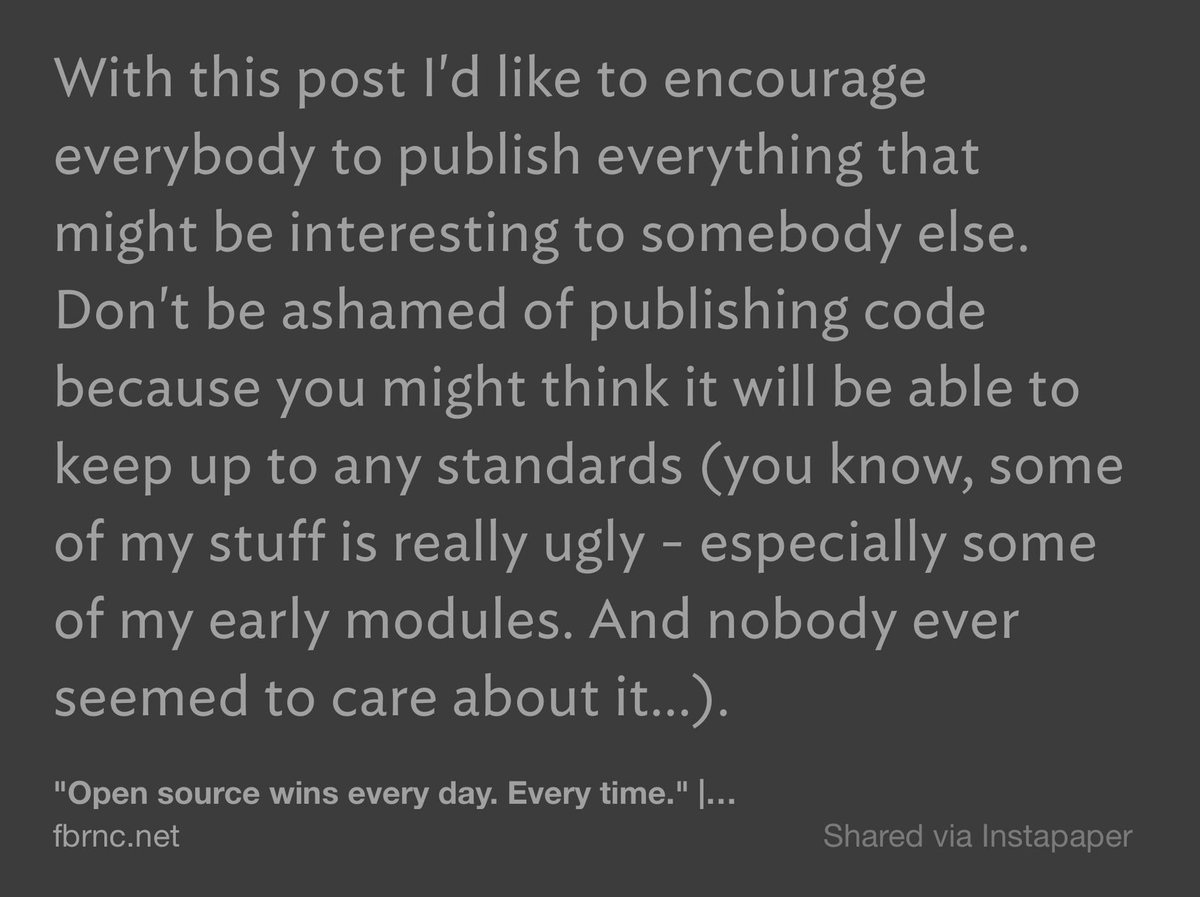 With this post I'd like to encourage
everybody to publish everything that
might be interesting to somebody else.
Don't be ashamed of publishing code
because you might think it will be able to
keep up to any standards (you know, some
of my stuff is really ugly – especially some
of my early modules. And nobody ever
seemed to care about it...).
"Open source wins every day. Every time." |...
fbrnc.net
Shared via Instapaper